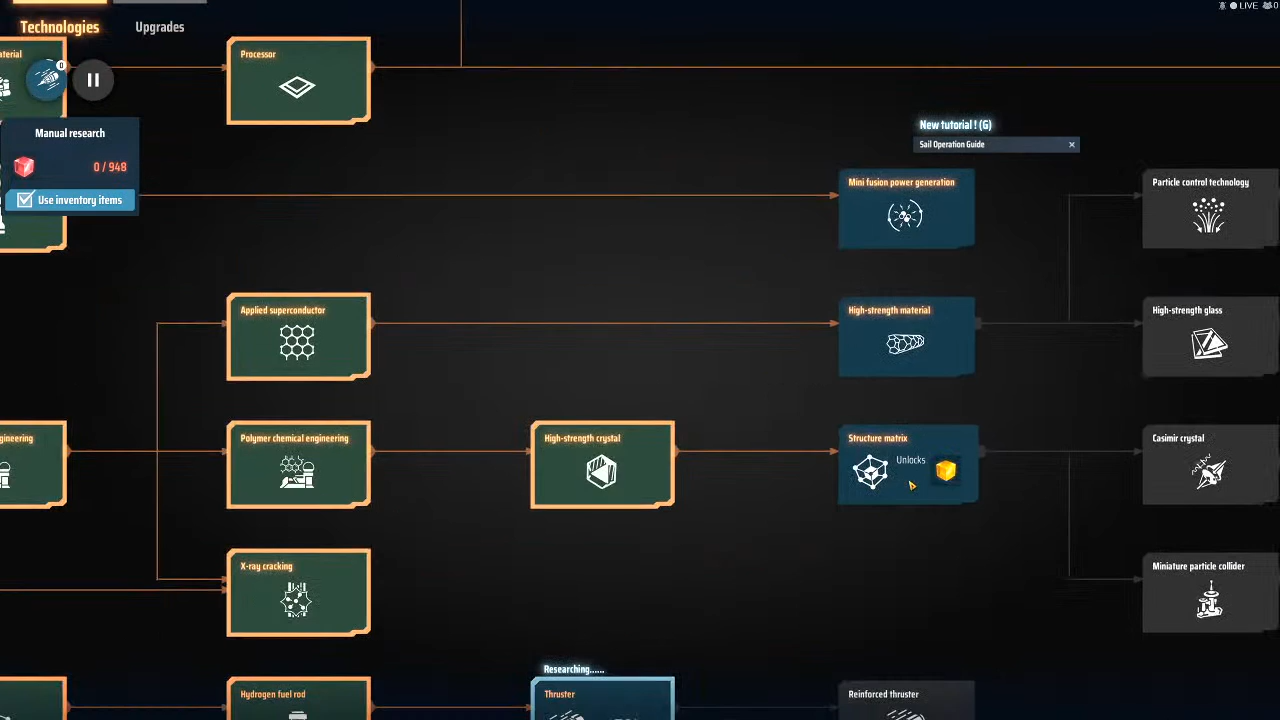 LIVE 0
Technologies
Upgrades
Processor
0
New tutorial ! (G)
Sail Operation Guide
Manual research
0 / 948
Use inventory items
Mini fusion power generation
Particle control technology
Applied superconductor
High-strength material
High-strength glass
Polymer chemical engineering
High-strength crystal
Structure matrix
Unlocks
Casimir crystal
X-ray cracking
Miniature particle collider
Researching......
Hydrogen fuel rod
Thruster
Reinforced thruster